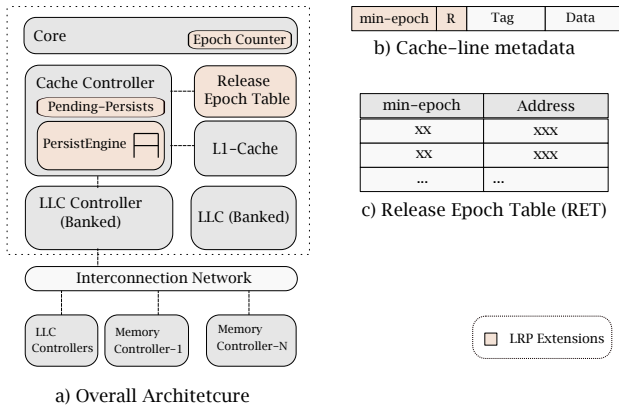 Core
Epoch Counter
Cache Controller
Pending-Persists
PersistEngine
Release
Epoch Table
L1-Cache
LLC Controller
(Banked)
LLC (Banked)
Interconnection Network
LLC
Controllers
Memory
Controller-1
Memory
Controller-N
a) Overall Architetcure
min-epoch R Tag Data
b) Cache-line metadata
min-epoch Address
xx xxx
xx xxx
... ...
c) Release Epoch Table (RET)
LRP Extensions